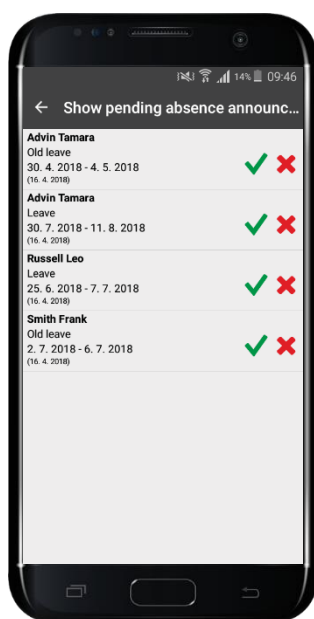 14% 09:46
Show pending absence announc...
Advin Tamara
Old leave
30. 4. 2018 - 4. 5. 2018
(16. 4. 2018)
Advin Tamara
Leave
30. 7. 2018 - 11. 8. 2018
(16. 4. 2018)
Russell Leo
Leave
25. 6. 2018 - 7. 7. 2018
(16. 4. 2018)
Smith Frank
Old leave
2. 7. 2018 - 6. 7. 2018
(16. 4. 2018)